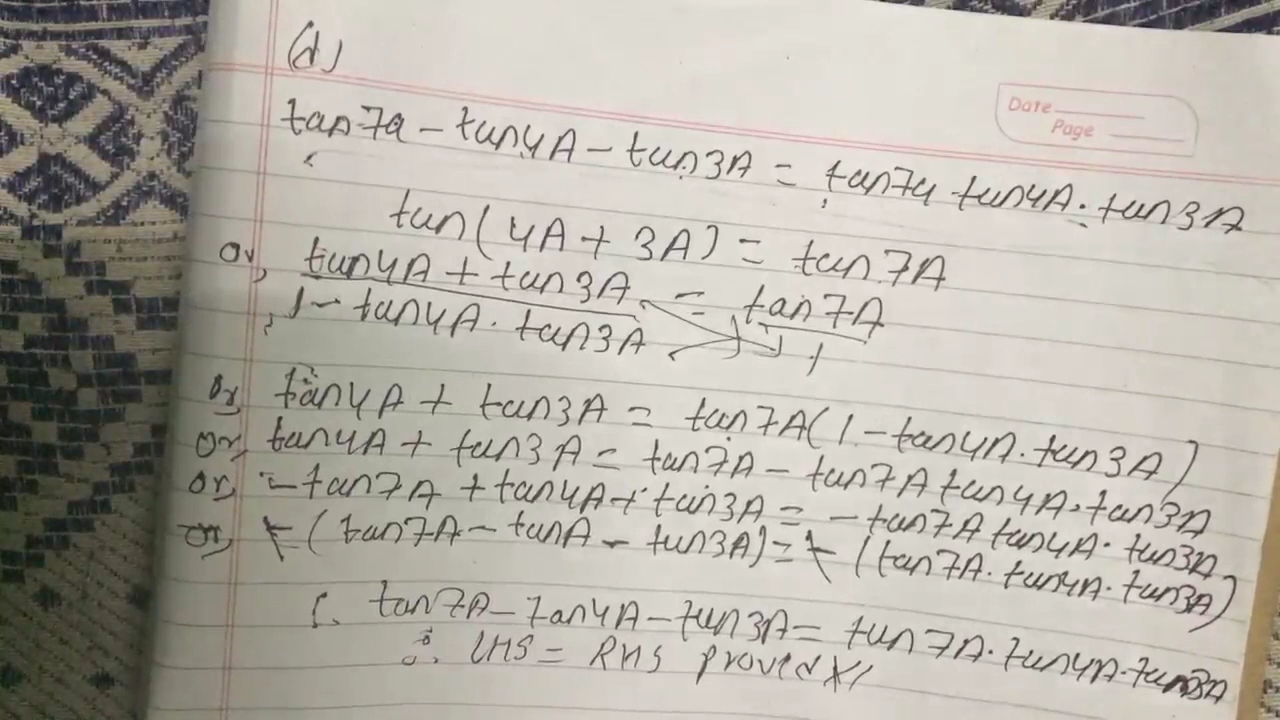 (d)
Date
Page
tan7a - tan4A - tan3A = tan7a tan4A . tan3A
tan(4A + 3A) = tan7A
Or, tan4A + tan3A / 1 - tan4A . tan3A = tan7A / 1
Or, tan4A + tan3A = tan7A(1 - tan4A . tan3A)
Or, tan4A + tan3A = tan7A - tan7A tan4A . tan3A
Or, - tan7A + tan4A + tan3A = - tan7A tan4A . tan3A
Or, - (tan7A - tanA - tan3A) = - (tan7A . tan4A . tan3A)
∴ tan7A - tan4A - tan3A = tan7A . tan4A . tan3A
∴ LHS = RHS proved